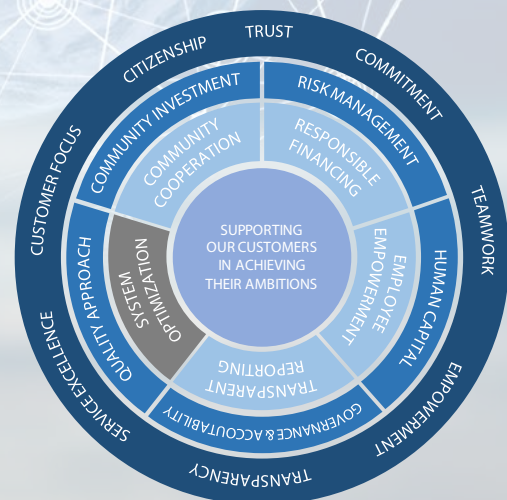 TRUST
COMMITMENT
TEAMWORK
EMPOWERMENT
TRANSPARENCY
SERVICE EXCELLENCE
CUSTOMER FOCUS
CITIZENSHIP
RISK MANAGEMENT
HUMAN CAPITAL
GOVERNANCE & ACCOUTABILITY
QUALITY APPROACH
COMMUNITY INVESTMENT
RESPONSIBLE
FINANCING
EMPLOYEE
EMPOWERMENT
TRANSPARENT
REPORTING
SYSTEM
OPTIMIZATION
COMMUNITY
COOPERATION
SUPPORTING
OUR CUSTOMERS
IN ACHIEVING
THEIR AMBITIONS